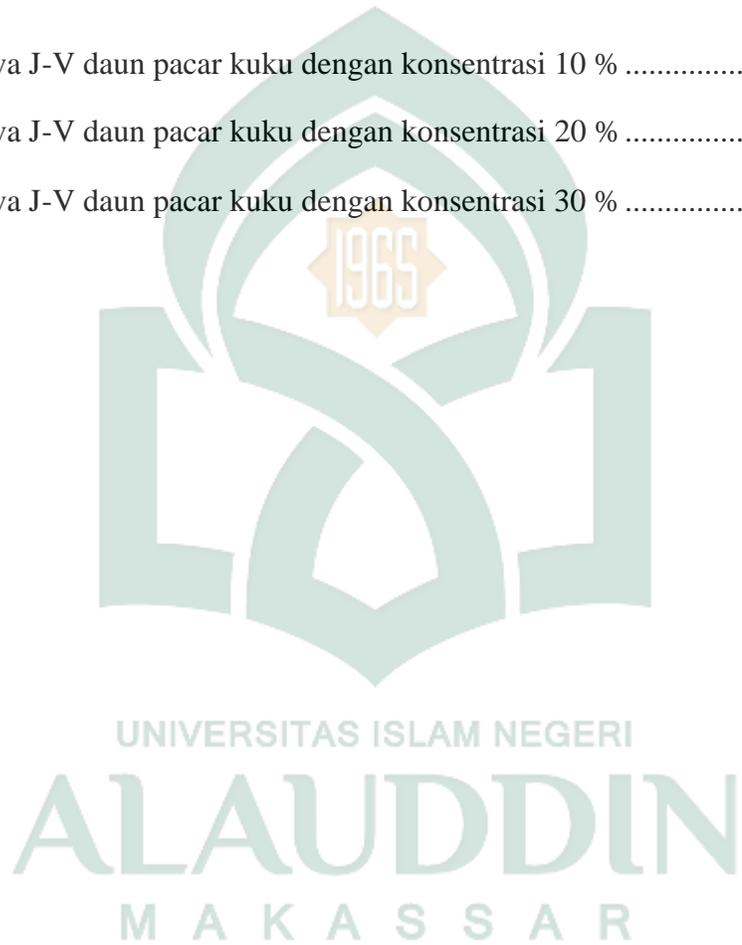 va J-V daun pacar kuku dengan konsentrasi 10 % ...............
va J-V daun pacar kuku dengan konsentrasi 20 % ...............
va J-V daun pacar kuku dengan konsentrasi 30 % ...............
1965
UNIVERSITAS ISLAM NEGERI
ALAUDDIN
MAKASSAR